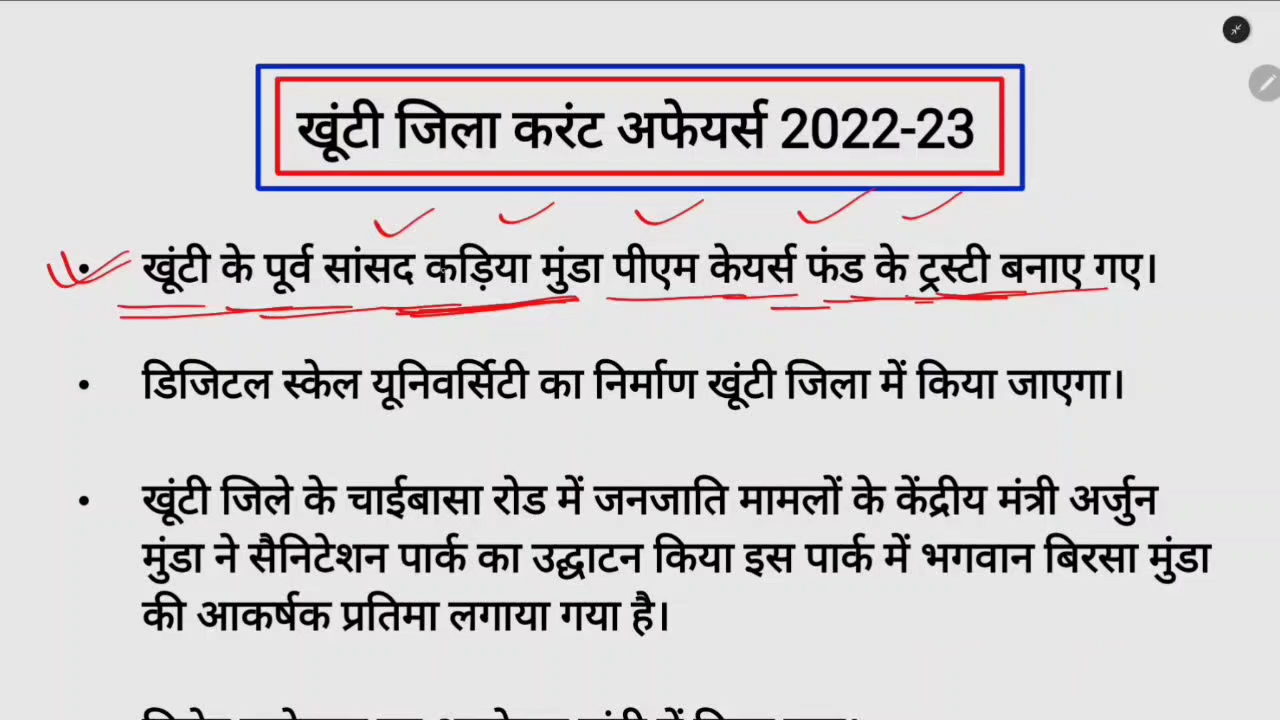 खूंटी जिला करंट अफेयर्स 2022-23
• खूंटी के पूर्व सांसद कड़िया मुंडा पीएम केयर्स फंड के ट्रस्टी बनाए गए।
• डिजिटल स्केल यूनिवर्सिटी का निर्माण खूंटी जिला में किया जाएगा।
• खूंटी जिले के चाईबासा रोड में जनजाति मामलों के केंद्रीय मंत्री अर्जुन
मुंडा ने सैनिटेशन पार्क का उद्घाटन किया इस पार्क में भगवान बिरसा मुंडा
की आकर्षक प्रतिमा लगाया गया है।